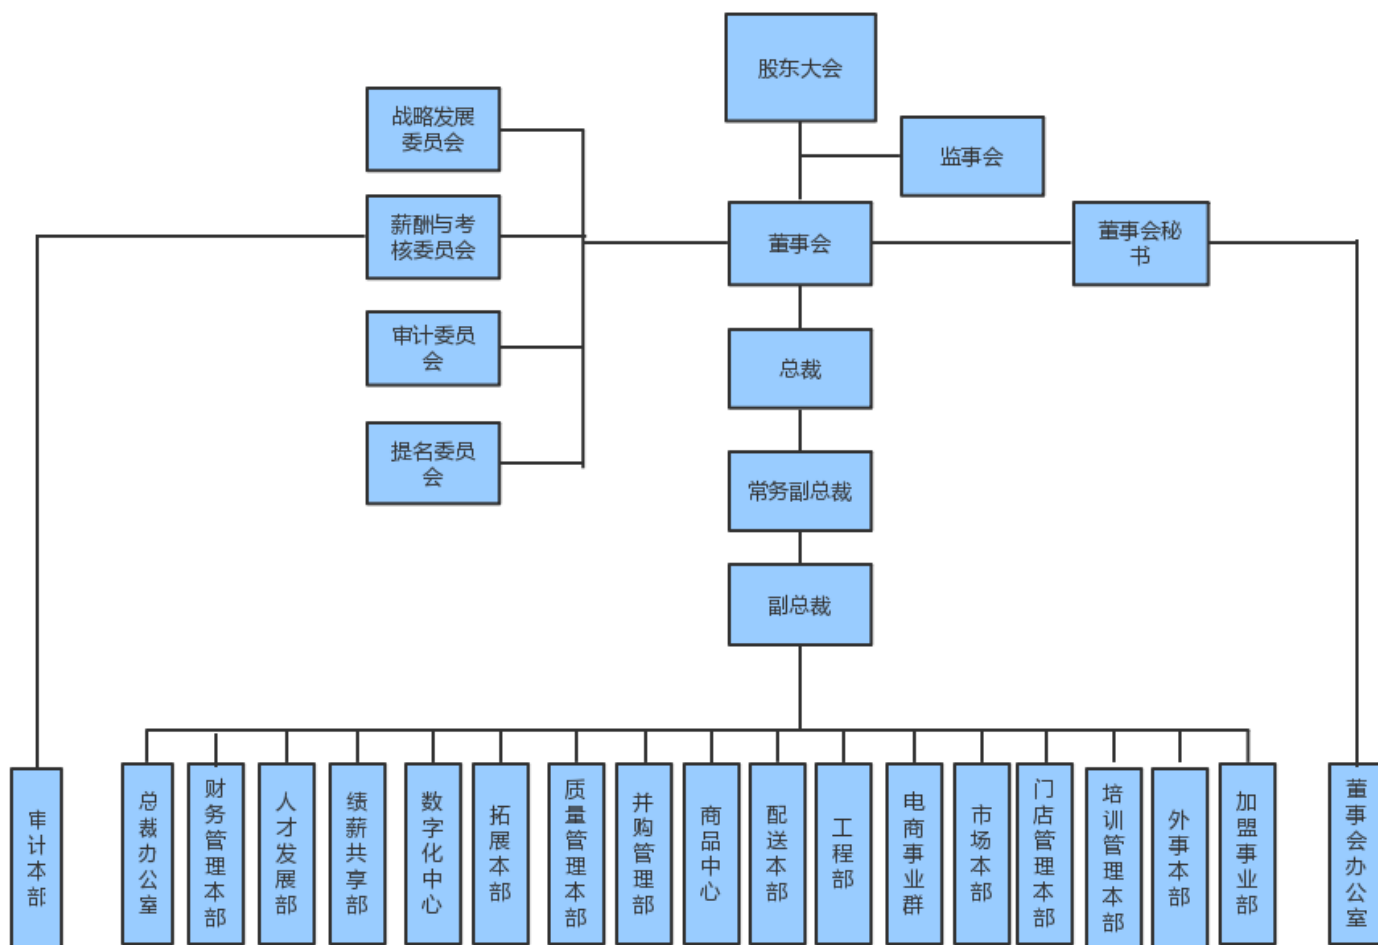 股东大会
战略发展
委员会
监事会
薪酬与考
核委员会
董事会
董事会秘
书
审计委员
会
总裁
提名委员
会
常务副总裁
副总裁
审计本部
总裁办公室
财务管理本部
人才发展部
绩薪共享部
数字化中心
拓展本部
质量管理本部
并购管理部
商品中心
配送本部
工程部
电商事业群
市场本部
门店管理本部
培训管理本部
外事本部
加盟事业部
董事会办公室